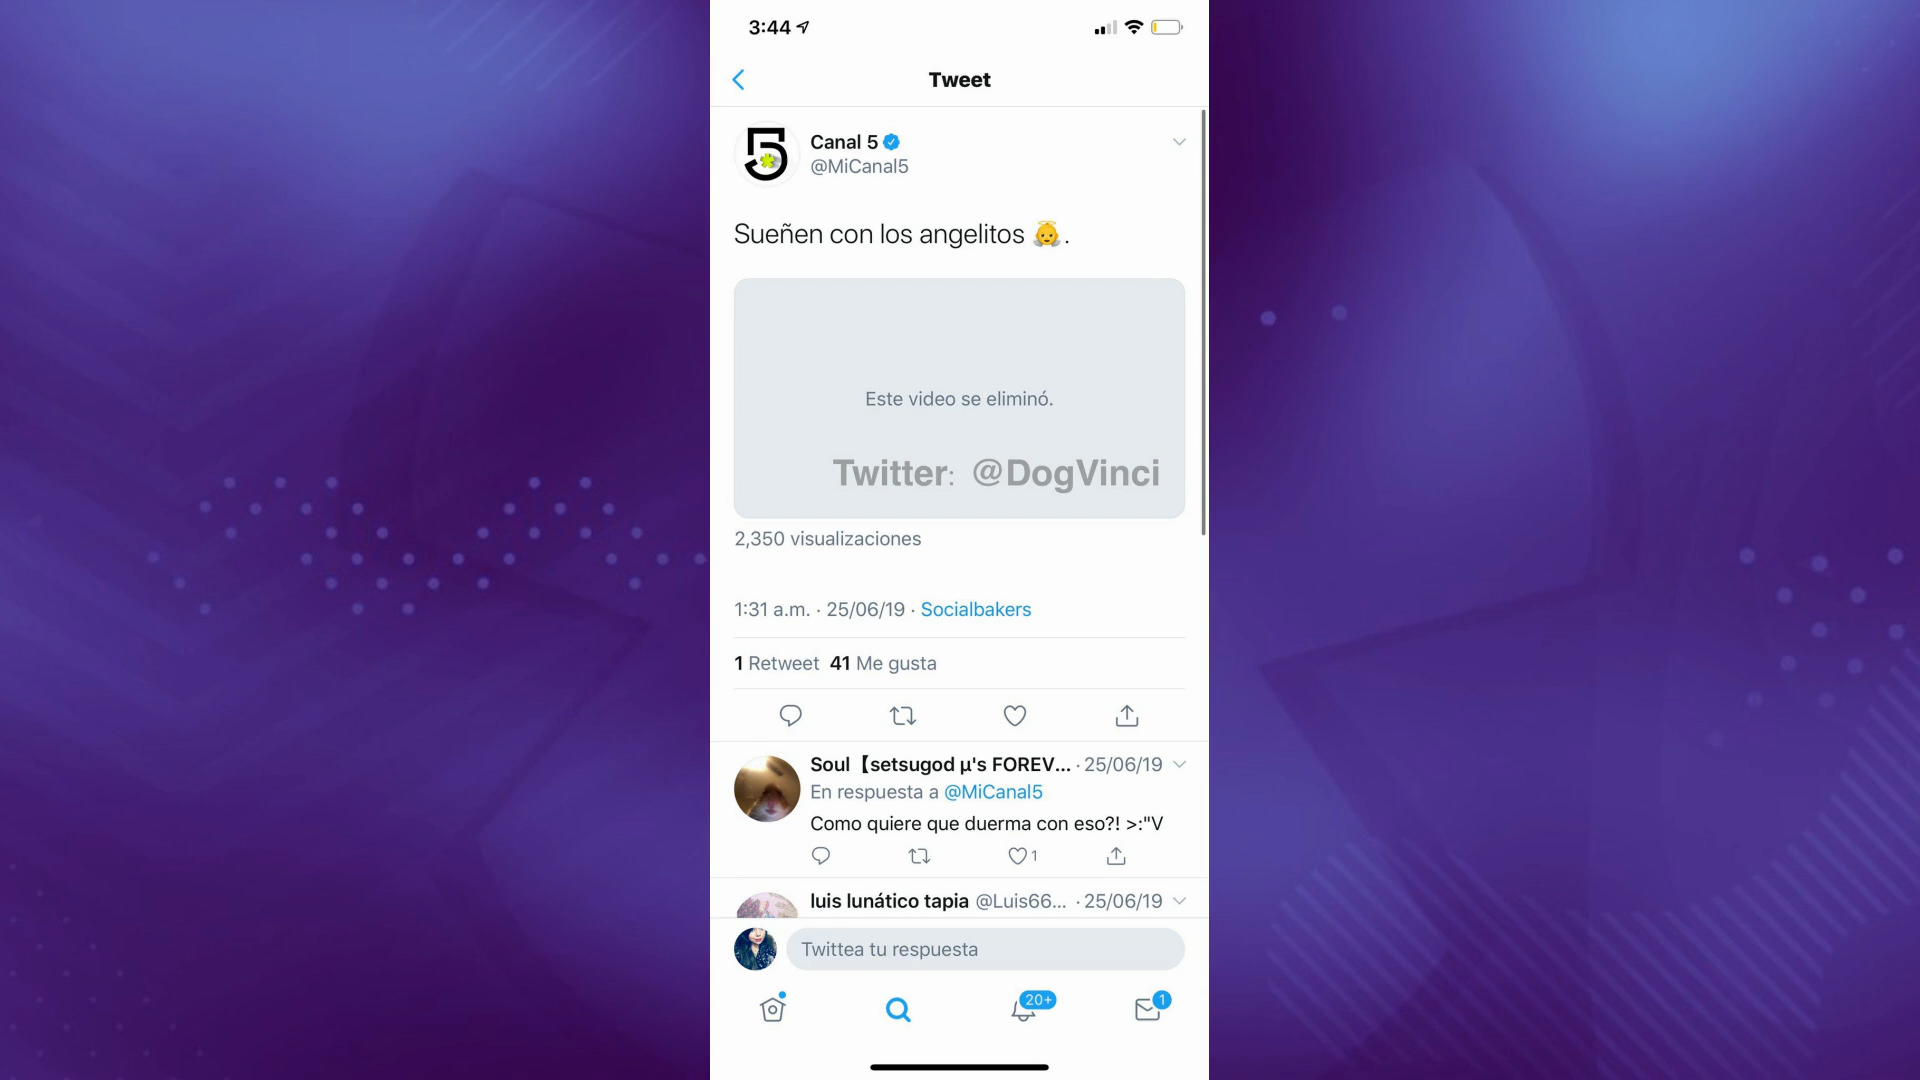 3:44
Tweet
5
Canal 5
@MiCanal5
Sueñen con los angelitos 👼.
Este video se eliminó.
Twitter: @DogVinci
2,350 visualizaciones
1:31 a.m. · 25/06/19 · Socialbakers
1 Retweet 41 Me gusta
Soul【setsugod μ's FOREV... · 25/06/19
En respuesta a @MiCanal5
Como quiere que duerma con eso?! >:"V
1
luis lunático tapia @Luis66... · 25/06/19
Twittea tu respuesta
20+
1